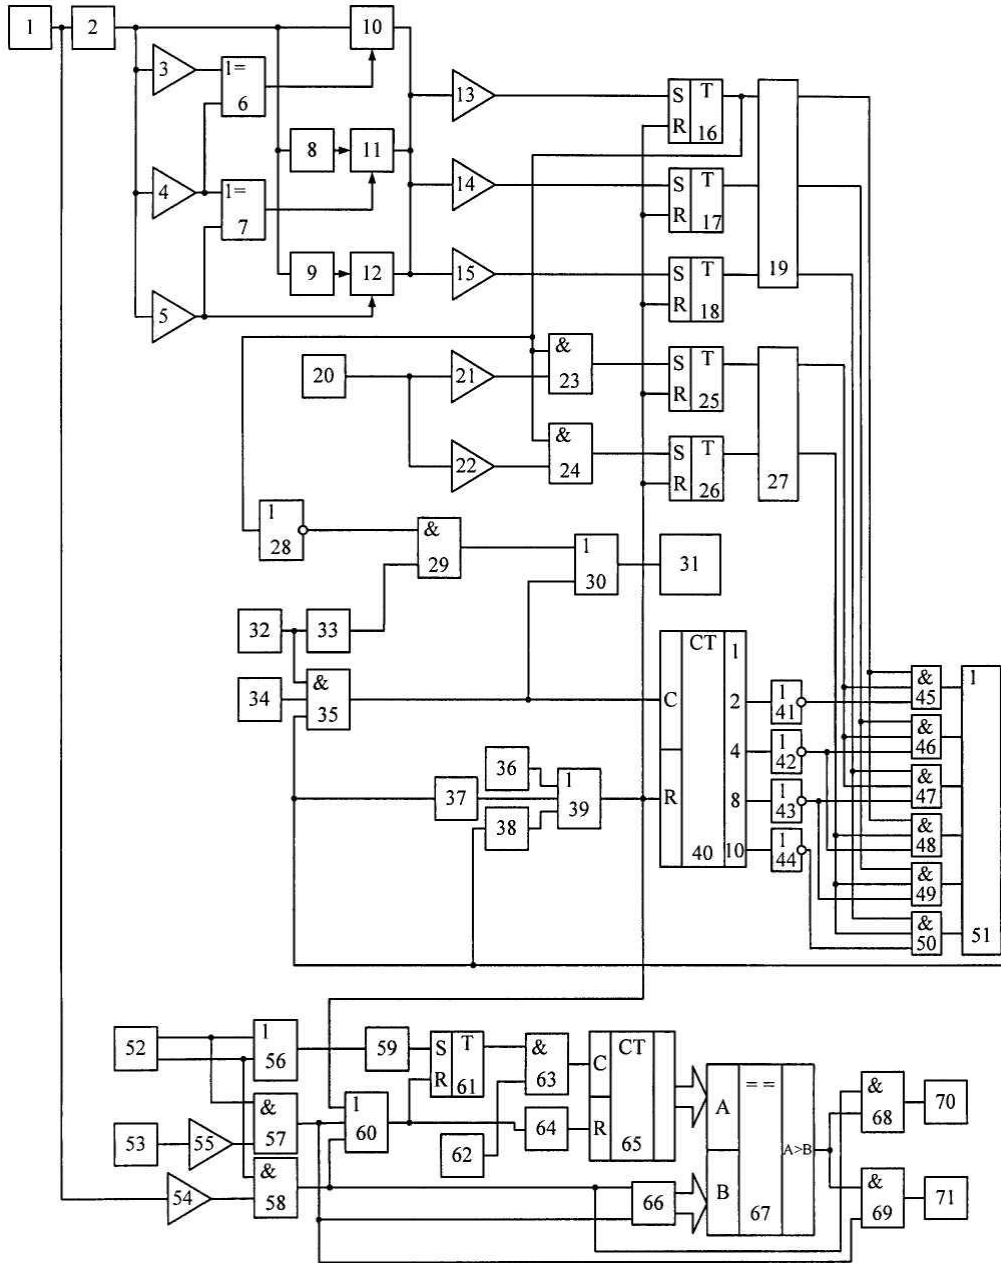 1 2 10
3 1= 6
13 S T R 16
8 11
4 1= 7
14 S T R 17
9 12
5
15 S T R 18
19
20 21 & 23
S T R 25
22 & 24
S T R 26
27
1 28
& 29
1 30
31
32 33
34 & 35
CT 1
C 2 1 41
4 1 42
R 8 1 43
40 10 1 44
& 45
& 46
& 47
& 48
& 49
& 50
1 51
36
37 1 39
38
52 1 56
59 S T R 61
& 63
C CT R 65
53 55 & 57
1 60
62 64
54 & 58
66
A == A>B
B 67
& 68 70
& 69 71